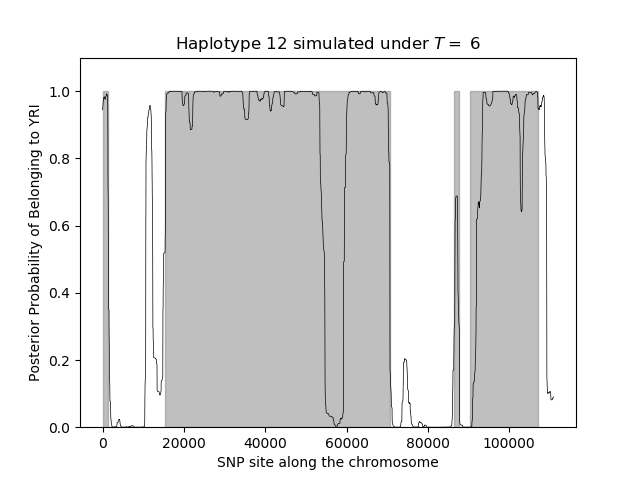 Haplotype 12 simulated under T = 6
Posterior Probability of Belonging to YRI
1.0
0.8
0.6
0.4
0.2
0.0
0 20000 40000 60000 80000 100000
SNP site along the chromosome